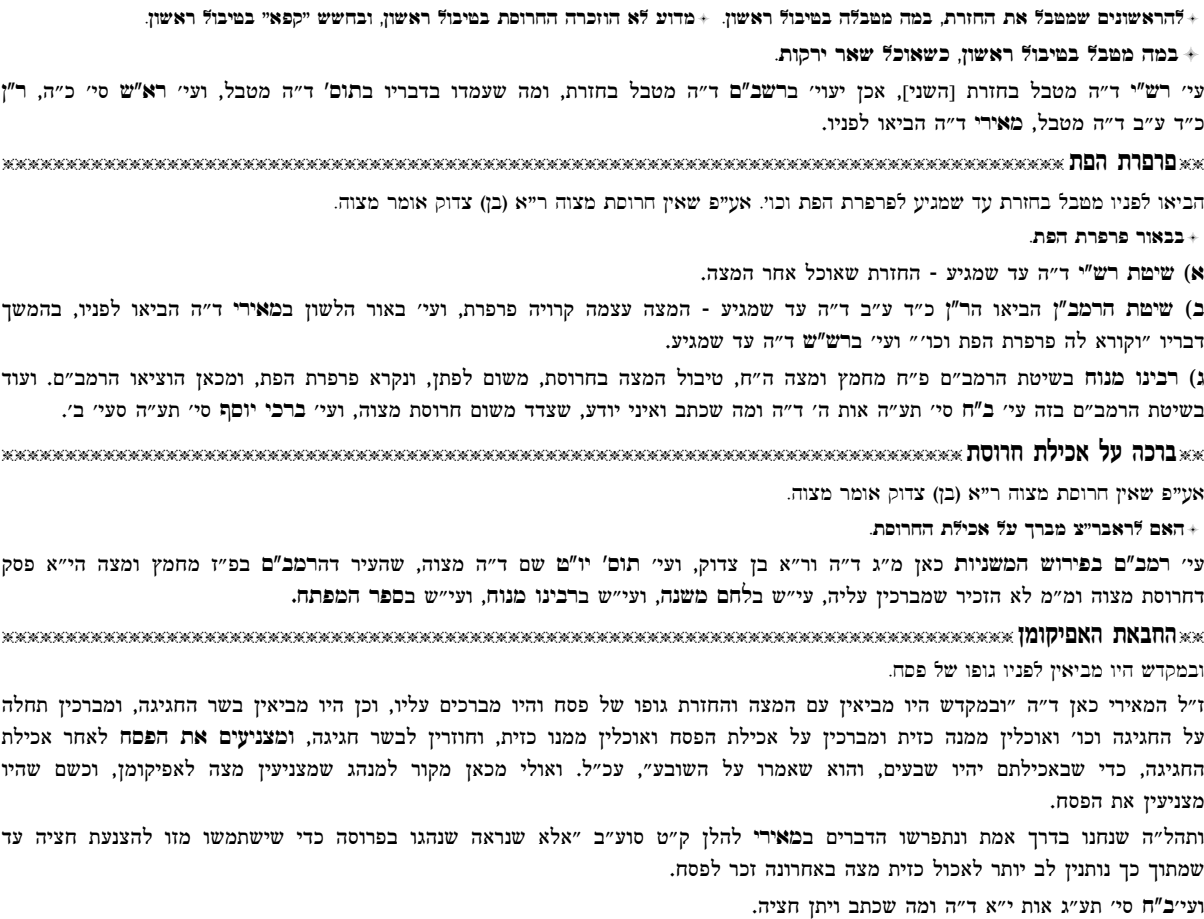 ✦ להראשונים שמטבל את החזרת, במה מטבלה בטיבול ראשון. ✦ מדוע לא הוזכרה החרוסת בטיבול ראשון, ובחשש ״קפא״ בטיבול ראשון.
✦ במה מטבל בטיבול ראשון, כשאוכל שאר ירקות.
עי׳ רש"י ד״ה מטבל בחזרת [השני], אכן יעוי׳ ברשב"ם ד״ה מטבל בחזרת, ומה שעמדו בדבריו בתוס' ד״ה מטבל, ועי׳ רא"ש סי׳ כ״ה, ר"ן
כ״ד ע״ב ד״ה מטבל, מאירי ד״ה הביאו לפניו.
פרפרת הפת
הביאו לפניו מטבל בחזרת עד שמגיע לפרפרת הפת וכו׳. אע״פ שאין חרוסת מצוה ר״א (בן) צדוק אומר מצוה.
✦ בבאור פרפרת הפת.
א) שיטת רש"י ד״ה עד שמגיע - החזרת שאוכל אחר המצה.
ב) שיטת הרמב"ן הביאו הר"ן כ״ד ע״ב ד״ה עד שמגיע - המצה עצמה קרויה פרפרת, ועי׳ באור הלשון במאירי ד״ה הביאו לפניו, בהמשך
דבריו ״וקורא לה פרפרת הפת וכו׳״ ועי׳ ברש"ש ד״ה עד שמגיע.
ג) רבינו מנוח בשיטת הרמב״ם פ״ח מחמץ ומצה ה״ח, טיבול המצה בחרוסת, משום לפתן, ונקרא פרפרת הפת, ומכאן הוציאו הרמב״ם. ועוד
בשיטת הרמב״ם בזה עי׳ ב"ח סי׳ תע״ה אות ה׳ ד״ה ומה שכתב ואיני יודע, שצדד משום חרוסת מצוה, ועי׳ ברכי יוסף סי׳ תע״ה סעי׳ ב׳.
ברכה על אכילת חרוסת
אע״פ שאין חרוסת מצוה ר״א (בן) צדוק אומר מצוה.
✦ האם לראבר״צ מברך על אכילת החרוסת.
עי׳ רמב"ם בפירוש המשניות כאן מ״ג ד״ה ור״א בן צדוק, ועי׳ תוס' יו"ט שם ד״ה מצוה, שהעיר דהרמב"ם בפ״ז מחמץ ומצה הי״א פסק
דחרוסת מצוה ומ״מ לא הזכיר שמברכין עליה, עי״ש בלחם משנה, ועי״ש ברבינו מנוח, ועי״ש בספר המפתח.
החבאת האפיקומן
ובמקדש היו מביאין לפניו גופו של פסח.
ז״ל המאירי כאן ד״ה ״ובמקדש היו מביאין עם המצה והחזרת גופו של פסח והיו מברכים עליו, וכן היו מביאין בשר החגיגה, ומברכין תחלה
על החגיגה וכו׳ ואוכלין ממנה כזית ומברכין על אכילת הפסח ואוכלין ממנו כזית, וחוזרין לבשר חגיגה, ומצניעים את הפסח לאחר אכילת
החגיגה, כדי שבאכילתם יהיו שבעים, והוא שאמרו על השובע״, עכ״ל. ואולי מכאן מקור למנהג שמצניעין מצה לאפיקומן, וכשם שהיו
מצניעין את הפסח.
ותהל״ה שנחנו בדרך אמת ונתפרשו הדברים במאירי להלן ק״ט סוע״ב ״אלא שנראה שנהגו בפרוסה כדי שישתמשו מזו להצנעת חציה עד
שמתוך כך נותנין לב יותר לאכול כזית מצה באחרונה זכר לפסח.
ועי׳ב"ח סי׳ תע״ג אות י״א ד״ה ומה שכתב ויתן חציה.